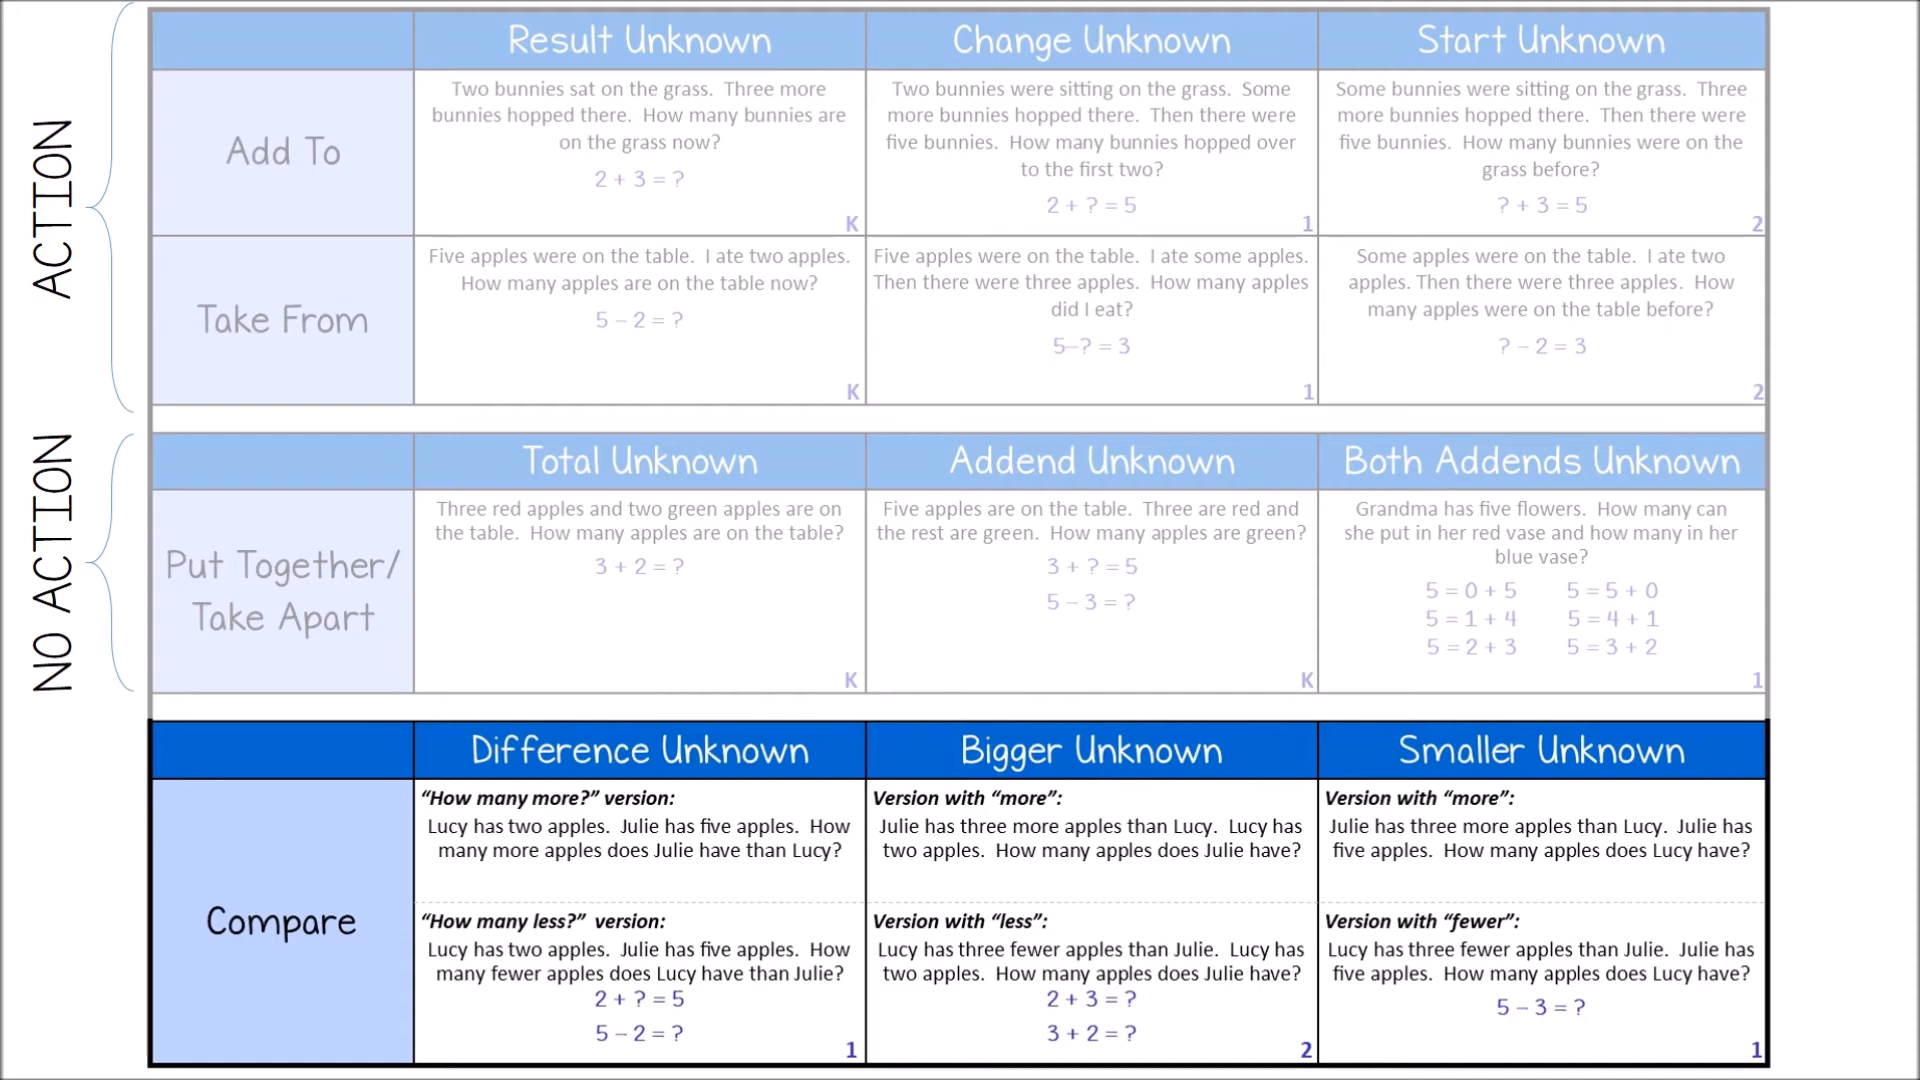 ACTION
Result Unknown
Change Unknown
Start Unknown
Add To
Two bunnies sat on the grass. Three more
bunnies hopped there. How many bunnies are
on the grass now?
2 + 3 = ?
K
Two bunnies were sitting on the grass. Some
more bunnies hopped there. Then there were
five bunnies. How many bunnies hopped over
to the first two?
2 + ? = 5
1
Some bunnies were sitting on the grass. Three
more bunnies hopped there. Then there were
five bunnies. How many bunnies were on the
grass before?
? + 3 = 5
2
Take From
Five apples were on the table. I ate two apples.
How many apples are on the table now?
5 – 2 = ?
K
Five apples were on the table. I ate some apples.
Then there were three apples. How many apples
did I eat?
5–? = 3
1
Some apples were on the table. I ate two
apples. Then there were three apples. How
many apples were on the table before?
? – 2 = 3
2
NO ACTION
Total Unknown
Addend Unknown
Both Addends Unknown
Put Together/
Take Apart
Three red apples and two green apples are on
the table. How many apples are on the table?
3 + 2 = ?
K
Five apples are on the table. Three are red and
the rest are green. How many apples are green?
3 + ? = 5
5 – 3 = ?
K
Grandma has five flowers. How many can
she put in her red vase and how many in her
blue vase?
5 = 0 + 5 5 = 5 + 0
5 = 1 + 4 5 = 4 + 1
5 = 2 + 3 5 = 3 + 2
1
Difference Unknown
Bigger Unknown
Smaller Unknown
Compare
“How many more?” version:
Lucy has two apples. Julie has five apples. How
many more apples does Julie have than Lucy?
“How many less?” version:
Lucy has two apples. Julie has five apples. How
many fewer apples does Lucy have than Julie?
2 + ? = 5
5 – 2 = ?
1
Version with “more”:
Julie has three more apples than Lucy. Lucy has
two apples. How many apples does Julie have?
Version with “less”:
Lucy has three fewer apples than Julie. Lucy has
two apples. How many apples does Julie have?
2 + 3 = ?
3 + 2 = ?
2
Version with “more”:
Julie has three more apples than Lucy. Julie has
five apples. How many apples does Lucy have?
Version with “fewer”:
Lucy has three fewer apples than Julie. Julie has
five apples. How many apples does Lucy have?
5 – 3 = ?
1